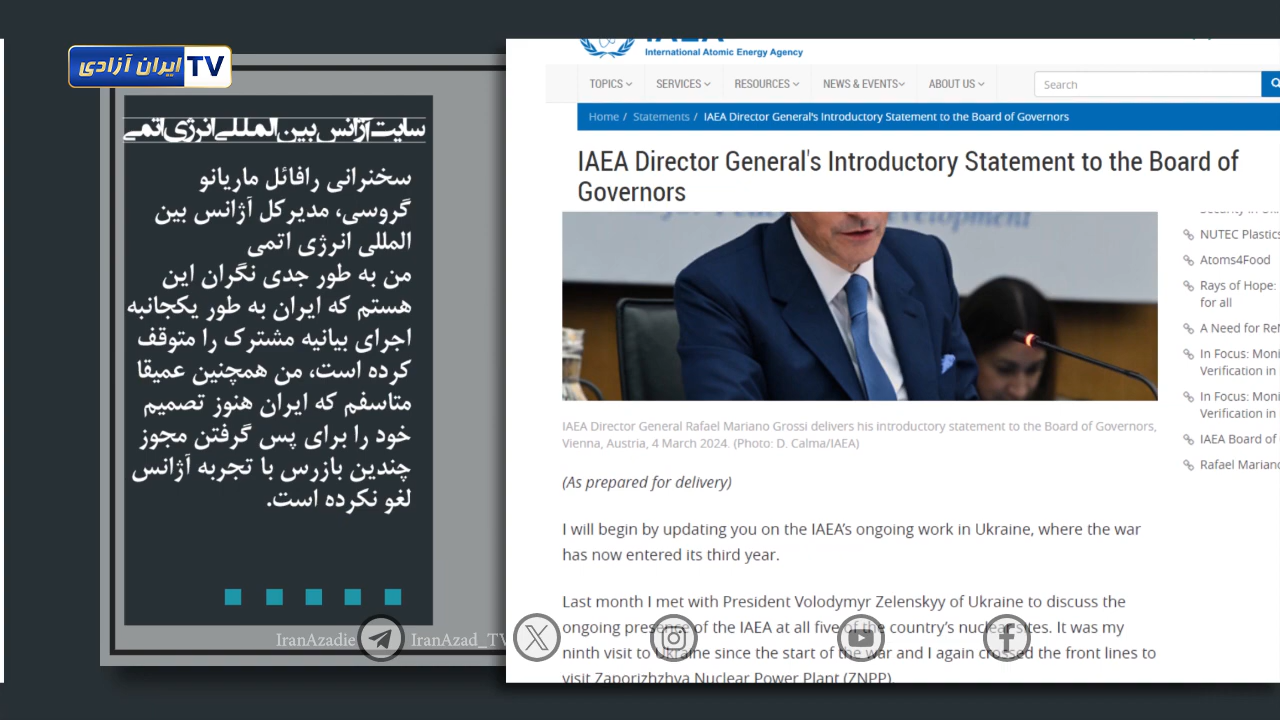 ایران آزادی TV
سایت آژانس بین المللی انرژی اتمی
سخنرانی رافائل ماریانو
گروسی، مدیرکل آژانس بین
المللی انرژی اتمی
من به طور جدی نگران این
هستم که ایران به طور یکجانبه
اجرای بیانیه مشترک را متوقف
کرده است، من همچنین عمیقا
متاسفم که ایران هنوز تصمیم
خود را برای پس گرفتن مجوز
چندین بازرس با تجربه آژانس
لغو نکرده است.
IAEA
International Atomic Energy Agency
TOPICS SERVICES RESOURCES NEWS & EVENTS ABOUT US Search
Home / Statements / IAEA Director General's Introductory Statement to the Board of Governors
IAEA Director General's Introductory Statement to the Board of
Governors
NUTEC Plastics
Atoms4Food
Rays of Hope:
for all
A Need for
In Focus:
Verification in
In Focus:
Verification in
IAEA Board of
Rafael Mariano
IAEA Director General Rafael Mariano Grossi delivers his introductory statement to the Board of Governors,
Vienna, Austria, 4 March 2024. (Photo: D. Calma/IAEA)
(As prepared for delivery)
I will begin by updating you on the IAEA's ongoing work in Ukraine, where the war
has now entered its third year.
Last month I met with President Volodymyr Zelenskyy of Ukraine to discuss the
ongoing presence of the IAEA at all five of the country's nuclear sites. It was my
ninth visit to Ukraine since the start of the war and I again crossed the front lines to
visit Zaporizhzhya Nuclear Power Plant (ZNPP).
IranAzadie IranAzad_TV